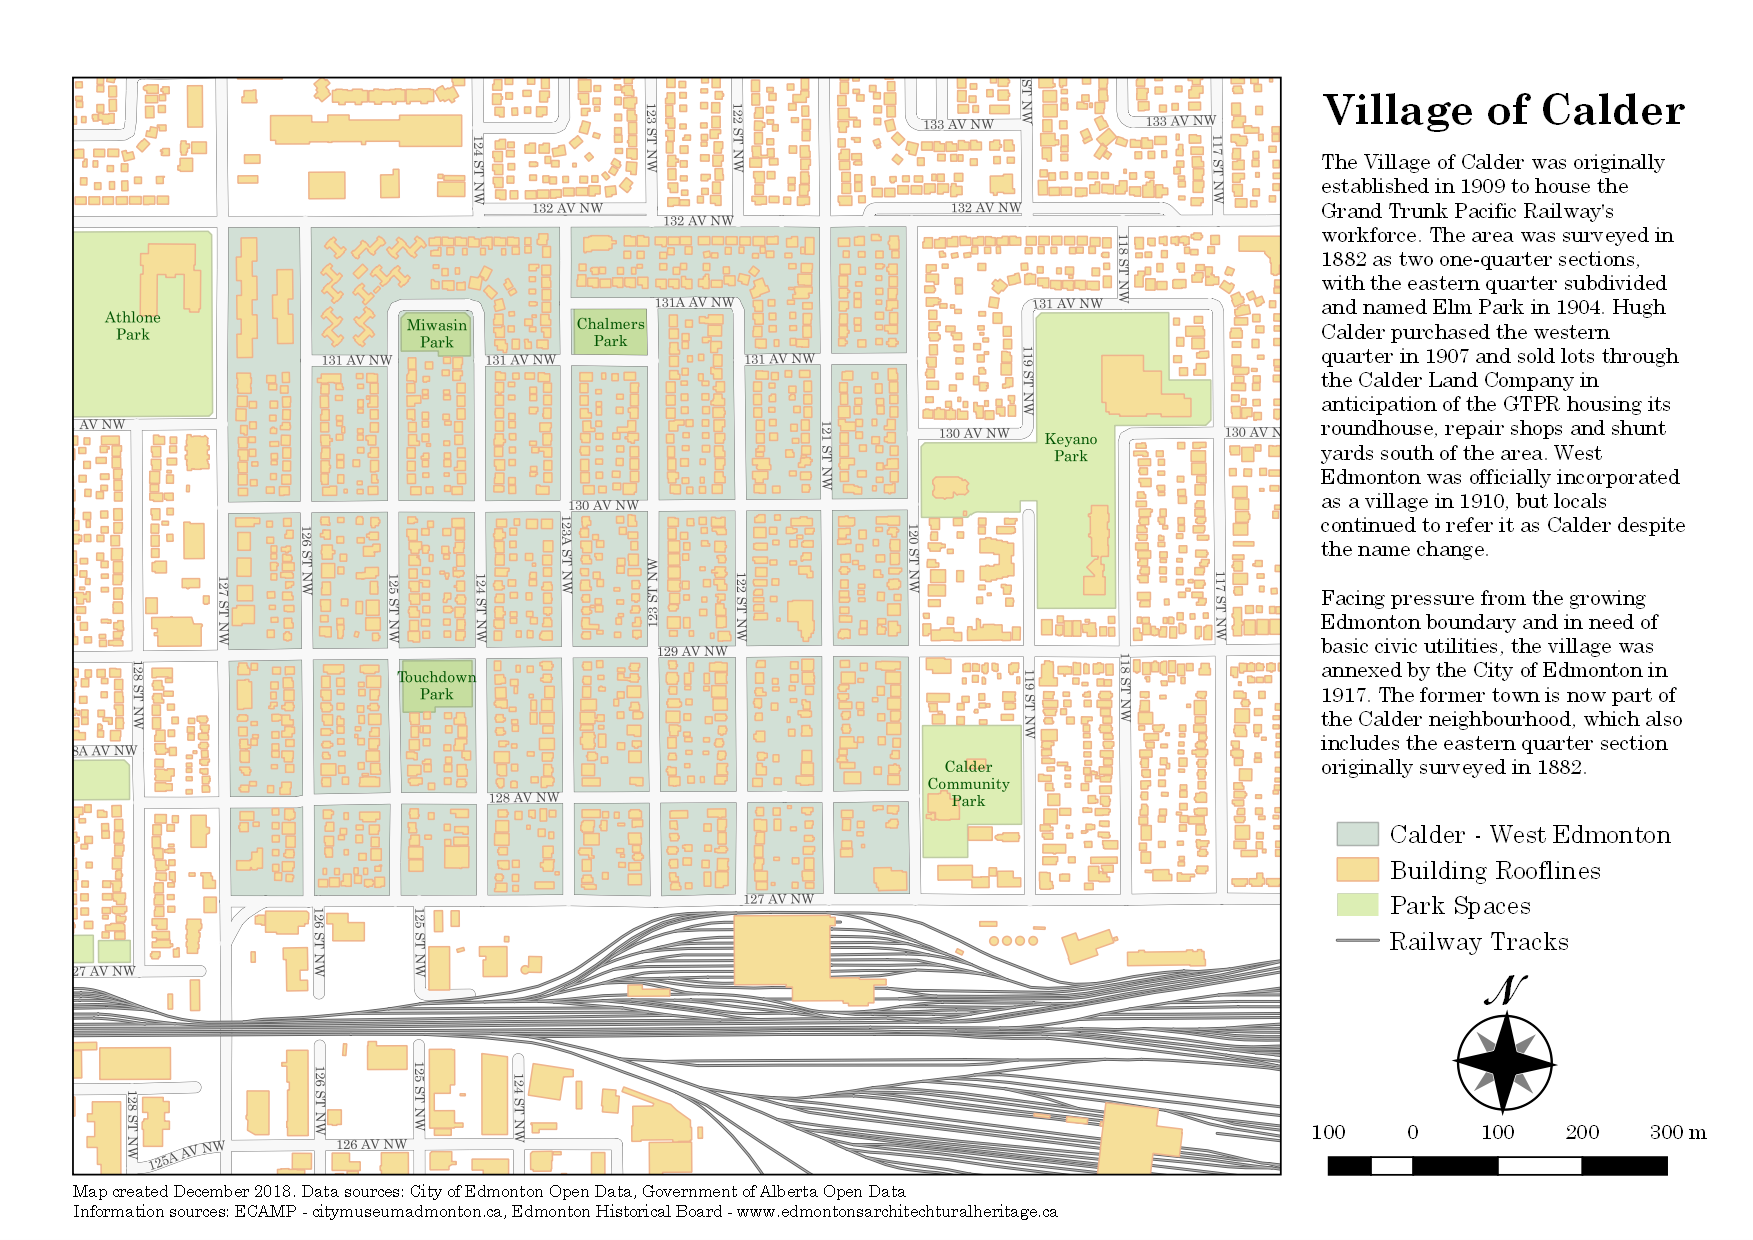 Village of Calder
The Village of Calder was originally
established in 1909 to house the
Grand Trunk Pacific Railway's
workforce. The area was surveyed in
1882 as two one-quarter sections,
with the eastern quarter subdivided
and named Elm Park in 1904. Hugh
Calder purchased the western
quarter in 1907 and sold lots through
the Calder Land Company in
anticipation of the GTPR housing its
roundhouse, repair shops and shunt
yards south of the area. West
Edmonton was officially incorporated
as a village in 1910, but locals
continued to refer it as Calder despite
the name change.
Facing pressure from the growing
Edmonton boundary and in need of
basic civic utilities, the village was
annexed by the City of Edmonton in
1917. The former town is now part of
the Calder neighbourhood, which also
includes the eastern quarter section
originally surveyed in 1882.
Calder - West Edmonton
Building Rooflines
Park Spaces
Railway Tracks
N
100 0 100 200 300 m
ST NW
133 AV NW
133 AV NW
123 ST NW
122 ST NW
124 ST NW
117 ST NW
132 AV NW
132 AV NW
132 AV NW
118 ST NW
131A AV NW
131 AV NW
Athlone
Park
Miwasin
Park
Chalmers
Park
131 AV NW
131 AV NW
131 AV NW
119 ST NW
AV NW
121 ST NW
130 AV NW
130 AV N
Keyano
Park
130 AV NW
126 ST NW
123A ST NW
120 ST NW
127 ST NW
125 ST NW
124 ST NW
123 ST NW
122 ST NW
117 ST NW
129 AV NW
128 ST NW
Touchdown
Park
119 ST NW
118 ST NW
8A AV NW
Calder
Community
Park
128 AV NW
127 AV NW
126 ST NW
125 ST NW
27 AV NW
128 ST NW
126 ST NW
125 ST NW
124 ST NW
125A AV NW
126 AV NW
Map created December 2018. Data sources: City of Edmonton Open Data, Government of Alberta Open Data
Information sources: ECAMP - citymuseumadmonton.ca, Edmonton Historical Board - www.edmontonsarchitechturalheritage.ca